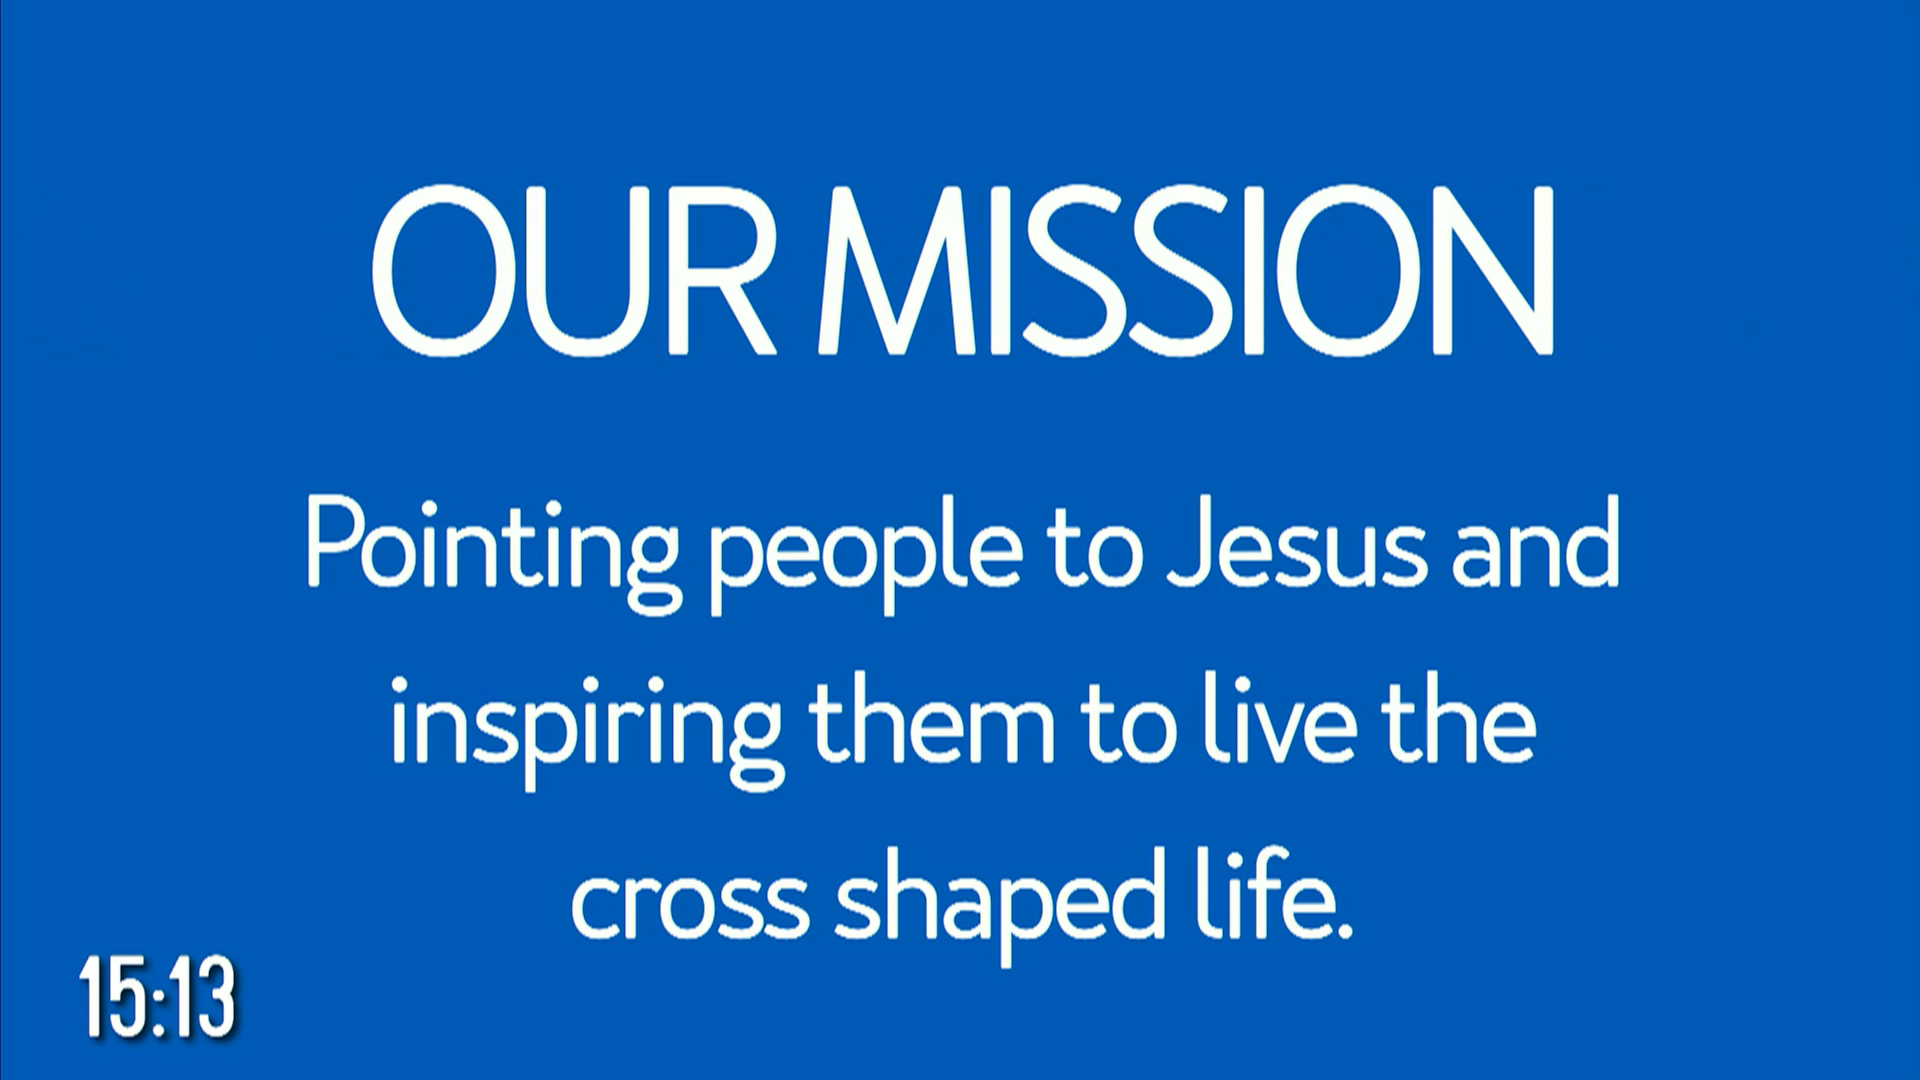 OUR MISSION
Pointing people to Jesus and
inspiring them to live the
cross shaped life.
15:13